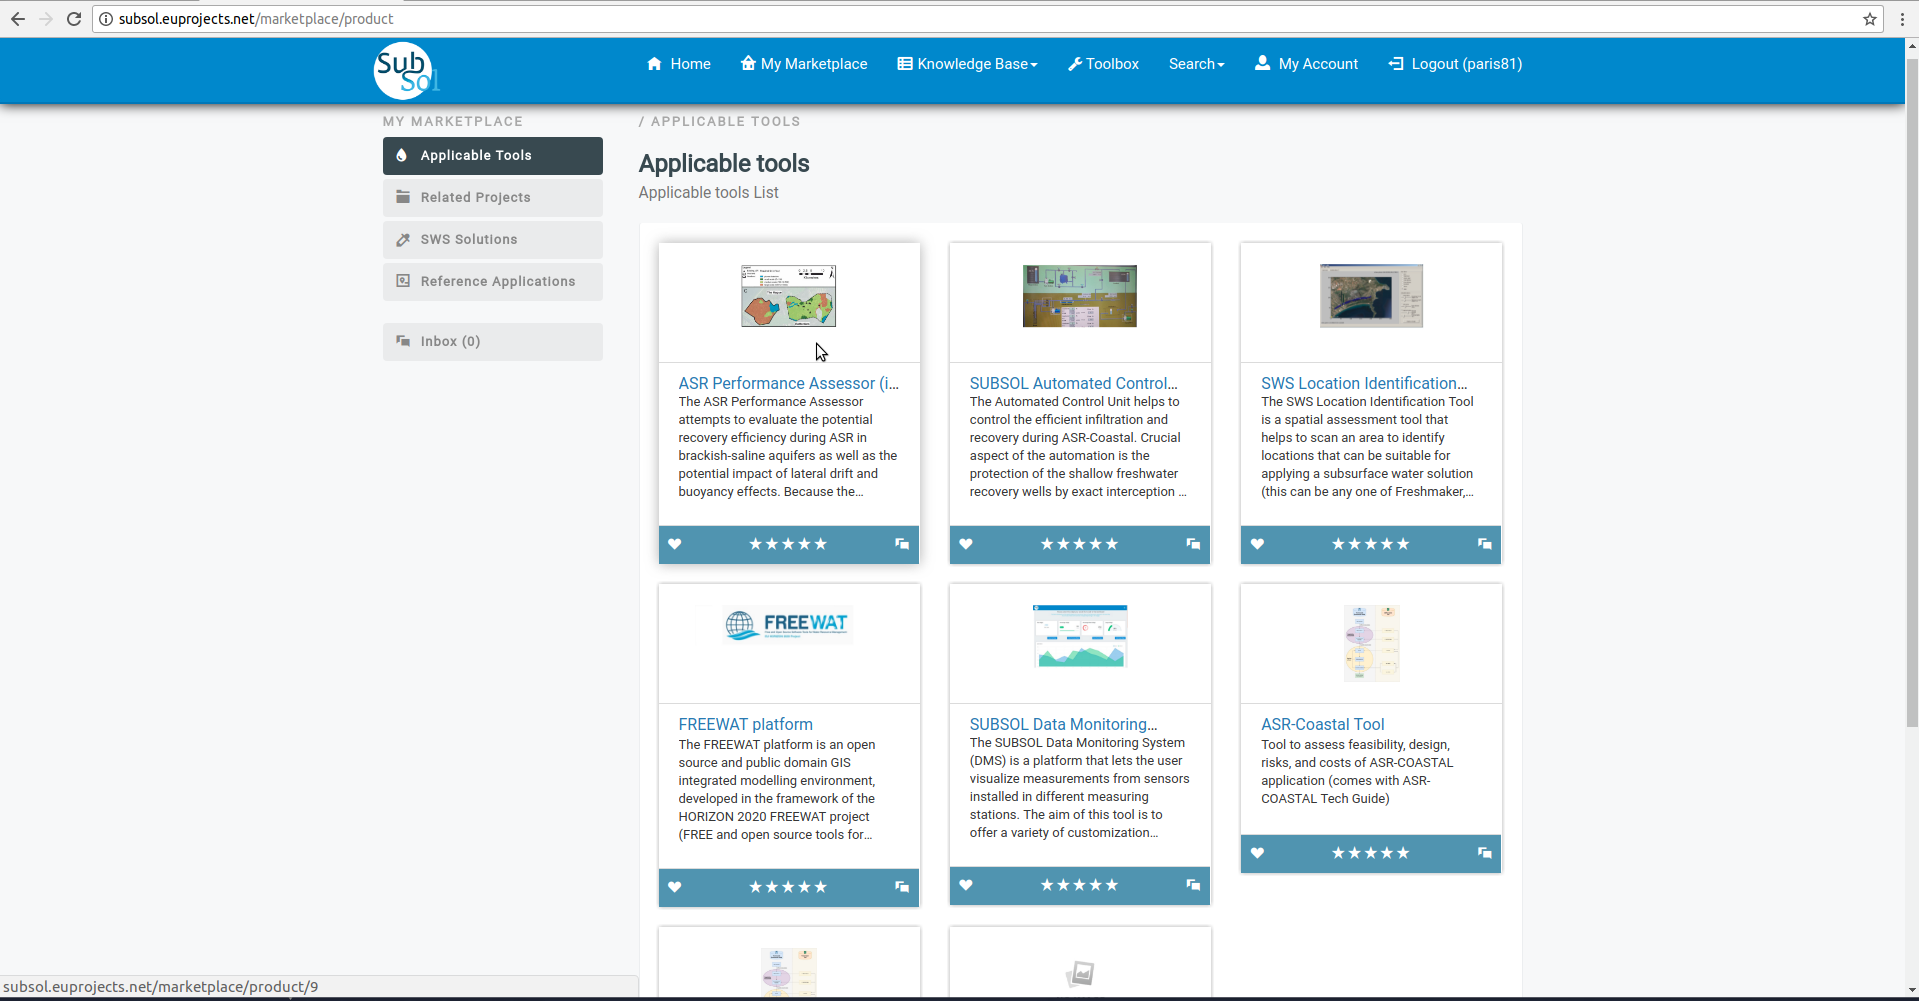 subsol.euprojects.net/marketplace/product
Sub
Sol
Home
My Marketplace
Knowledge Base
Toolbox
Search
My Account
Logout (paris81)
MY MARKETPLACE
Applicable Tools
Related Projects
SWS Solutions
Reference Applications
Inbox (0)
/ APPLICABLE TOOLS
Applicable tools
Applicable tools List
ASR Performance Assessor (i...
The ASR Performance Assessor
attempts to evaluate the potential
recovery efficiency during ASR in
brackish-saline aquifers as well as the
potential impact of lateral drift and
buoyancy effects. Because the...
SUBSOL Automated Control...
The Automated Control Unit helps to
control the efficient infiltration and
recovery during ASR-Coastal. Crucial
aspect of the automation is the
protection of the shallow freshwater
recovery wells by exact interception ...
SWS Location Identification...
The SWS Location Identification Tool
is a spatial assessment tool that
helps to scan an area to identify
locations that can be suitable for
applying a subsurface water solution
(this can be any one of Freshmaker,...
FREEWAT
FREEWAT platform
The FREEWAT platform is an open
source and public domain GIS
integrated modelling environment,
developed in the framework of the
HORIZON 2020 FREEWAT project
(FREE and open source tools for...
SUBSOL Data Monitoring...
The SUBSOL Data Monitoring System
(DMS) is a platform that lets the user
visualize measurements from sensors
installed in different measuring
stations. The aim of this tool is to
offer a variety of customization...
ASR-Coastal Tool
Tool to assess feasibility, design,
risks, and costs of ASR-COASTAL
application (comes with ASR-
COASTAL Tech Guide)
subsol.euprojects.net/marketplace/product/9